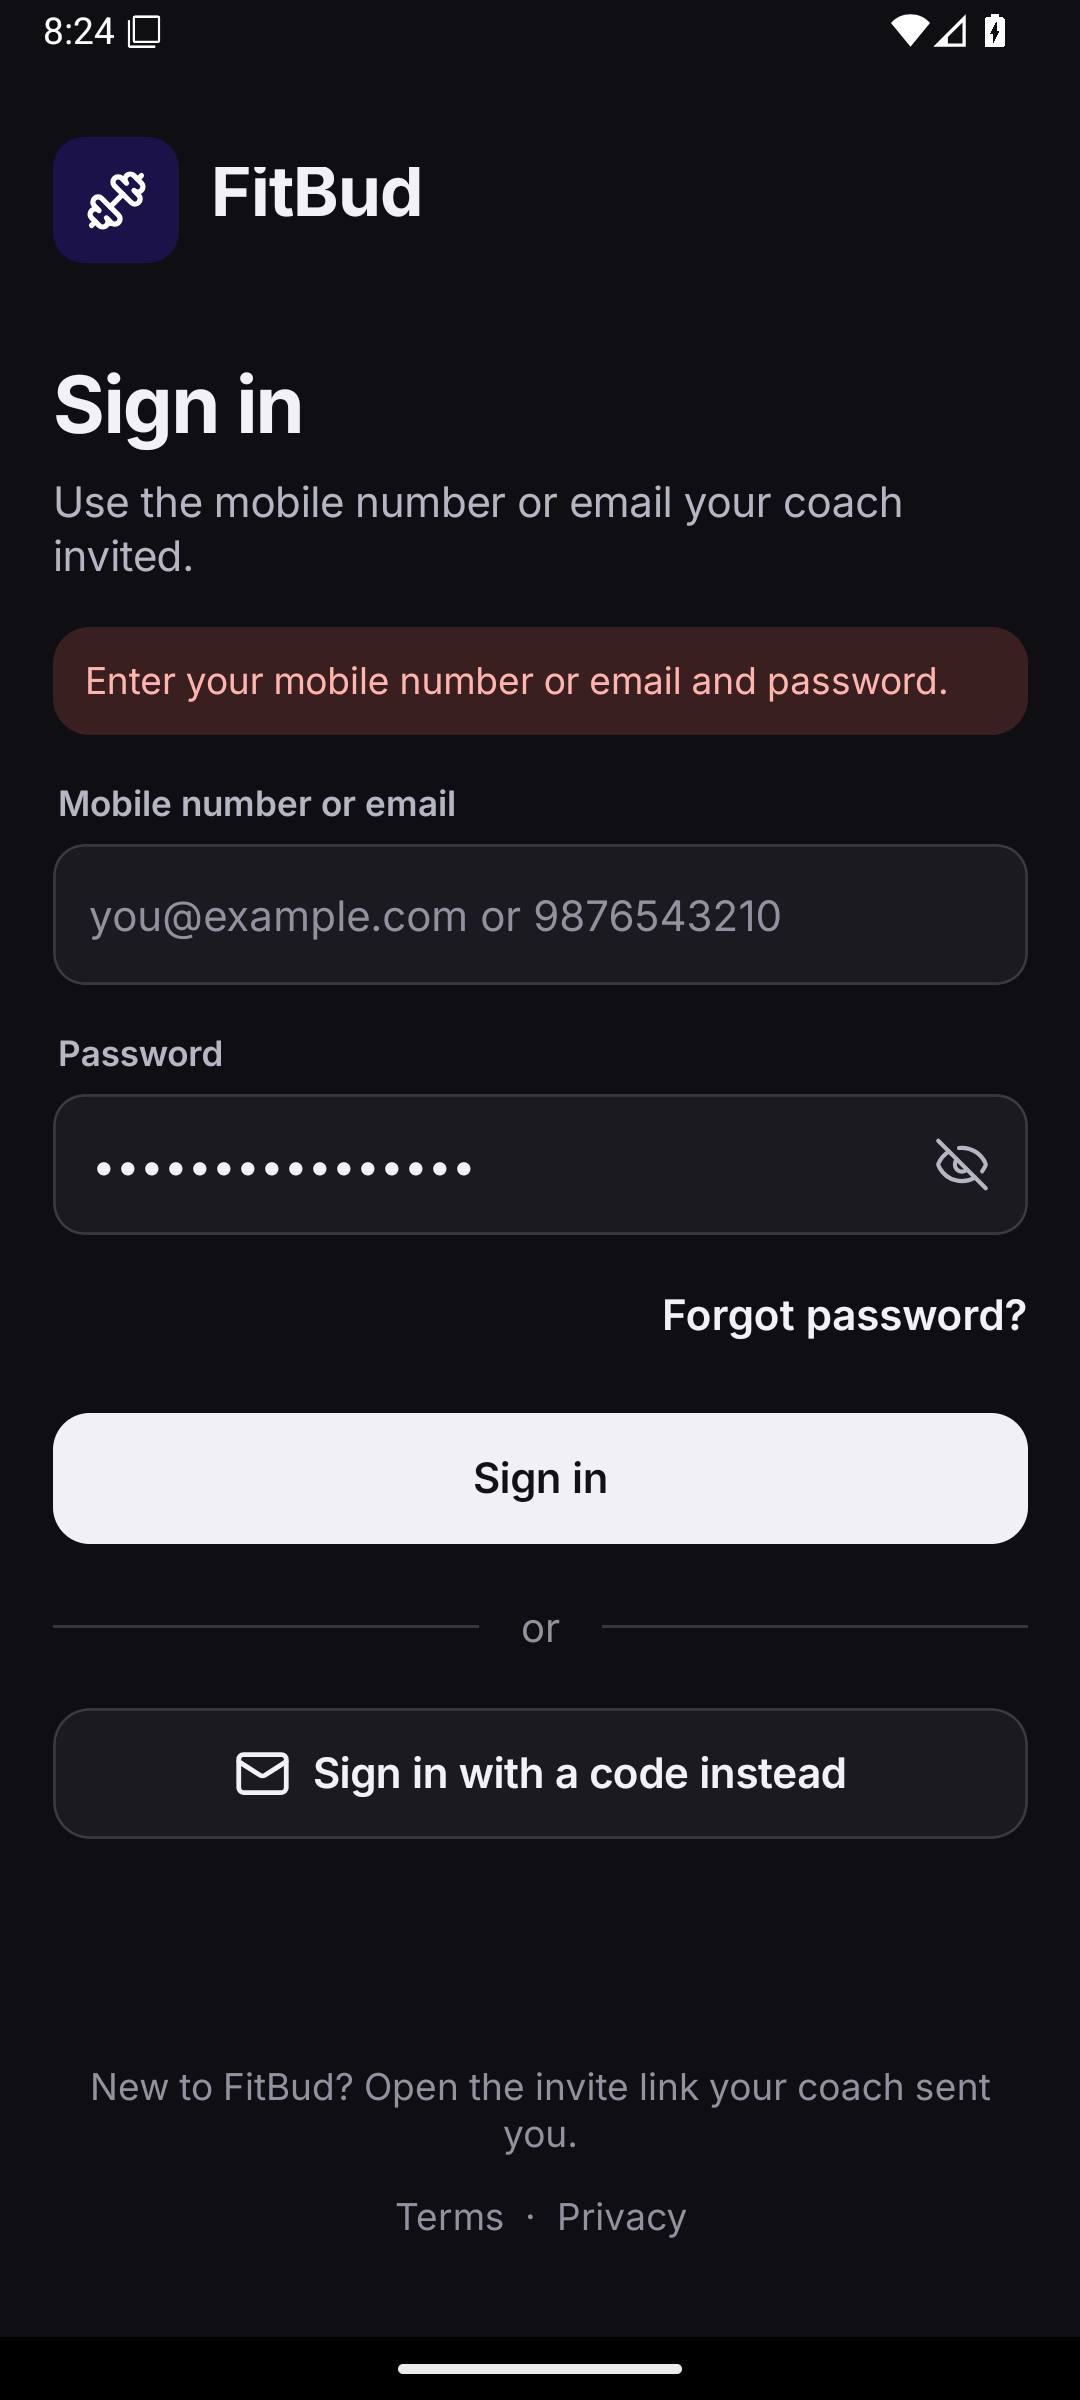 8:24
FitBud
Sign in
Use the mobile number or email your coach
invited.
Enter your mobile number or email and password.
Mobile number or email
you@example.com or 9876543210
Password
••••••••••••••••
Forgot password?
Sign in
or
Sign in with a code instead
New to FitBud? Open the invite link your coach sent
you.
Terms · Privacy